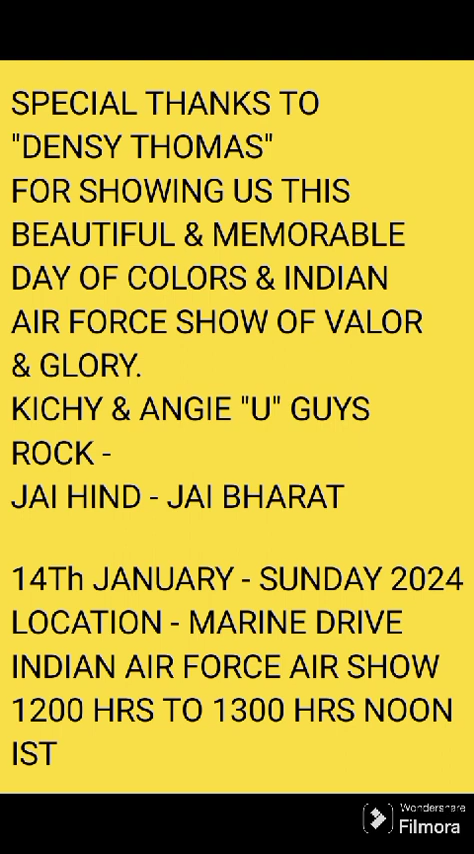 SPECIAL THANKS TO
"DENSY THOMAS"
FOR SHOWING US THIS
BEAUTIFUL & MEMORABLE
DAY OF COLORS & INDIAN
AIR FORCE SHOW OF VALOR
& GLORY.
KICHY & ANGIE "U" GUYS
ROCK -
JAI HIND - JAI BHARAT
14Th JANUARY - SUNDAY 2024
LOCATION - MARINE DRIVE
INDIAN AIR FORCE AIR SHOW
1200 HRS TO 1300 HRS NOON
IST
Wondershare
Filmora